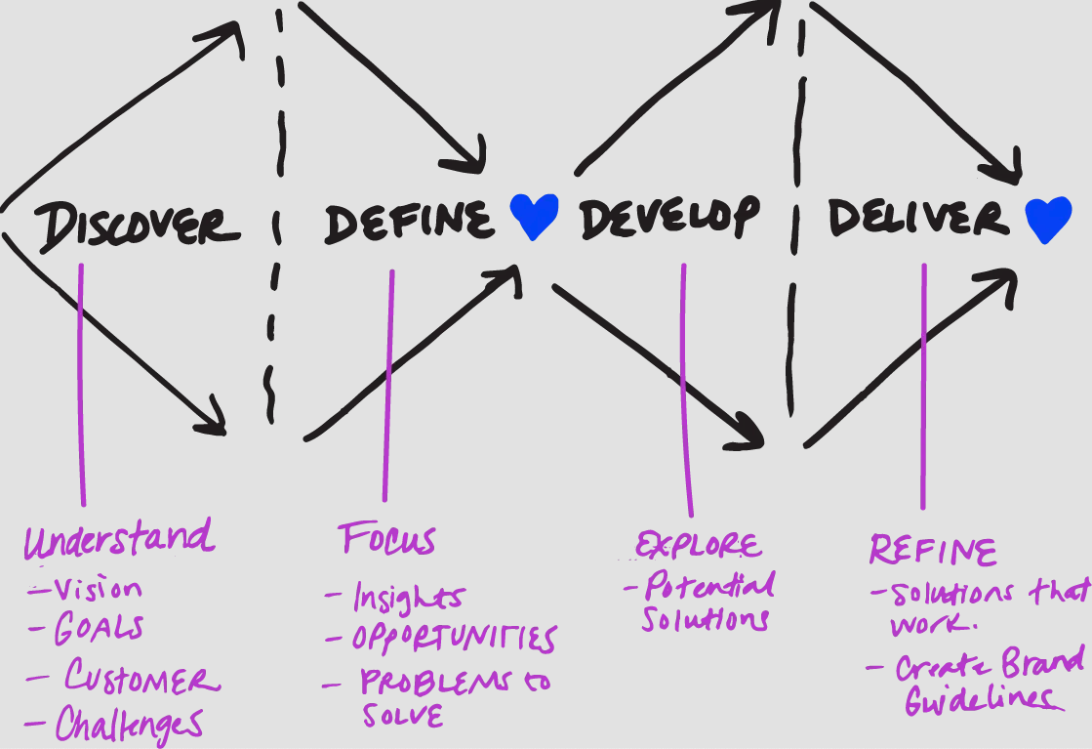 DISCOVER
DEFINE
DEVELOP
DELIVER
Understand
- Vision
- GOALS
- CUSTOMER
- Challenges
Focus
- Insights
- OPPORTUNITIES
- PROBLEMS to
SOLVE
EXPLORE
- Potential
Solutions
REFINE
- Solutions that
work.
- Create Brand
Guidelines